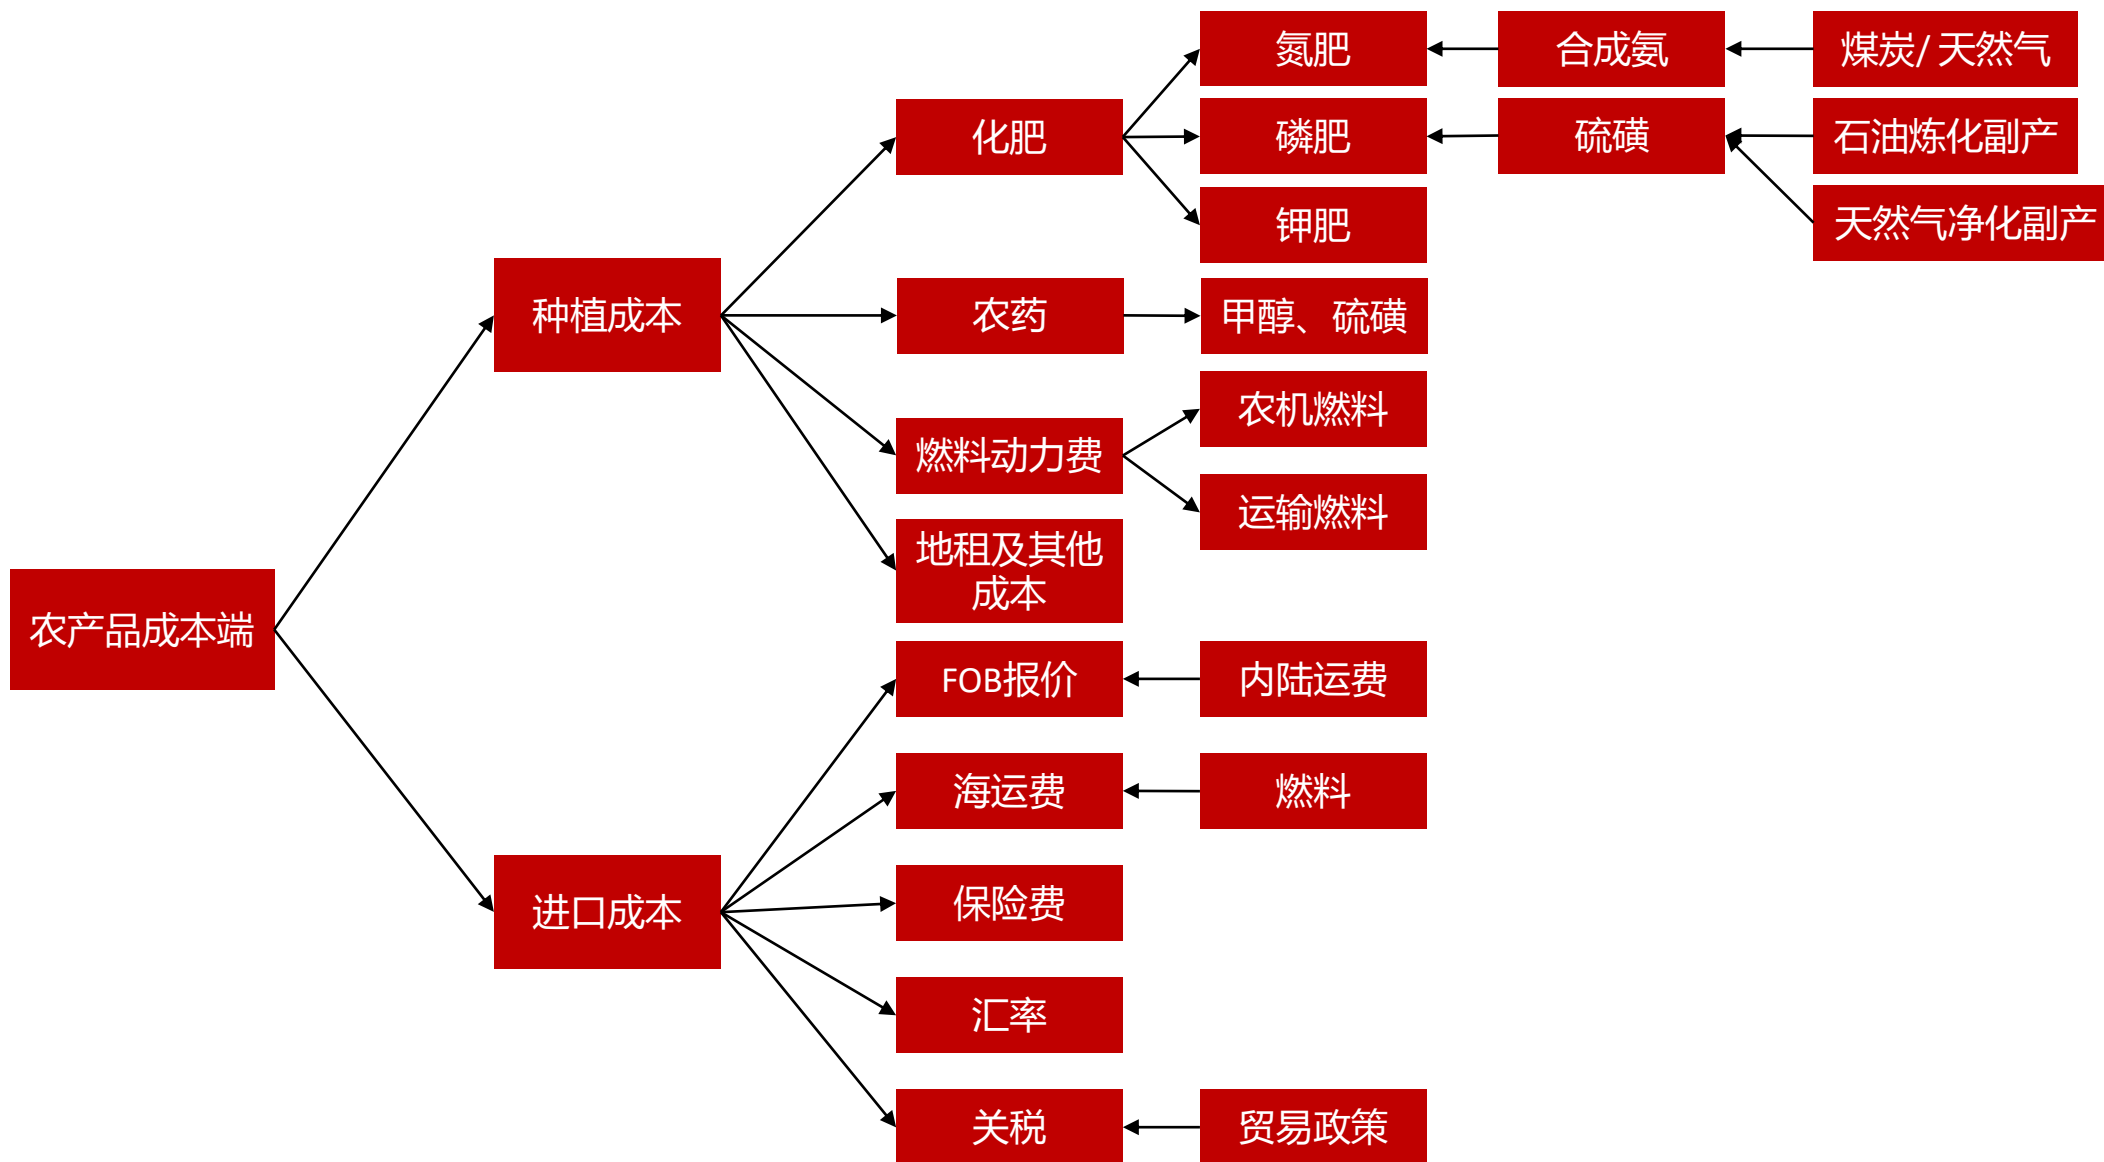 氮肥
合成氨
煤炭/ 天然气
化肥
磷肥
硫磺
石油炼化副产
钾肥
天然气净化副产
种植成本
农药
甲醇、硫磺
农机燃料
燃料动力费
运输燃料
地租及其他
成本
农产品成本端
FOB报价
内陆运费
海运费
燃料
进口成本
保险费
汇率
关税
贸易政策